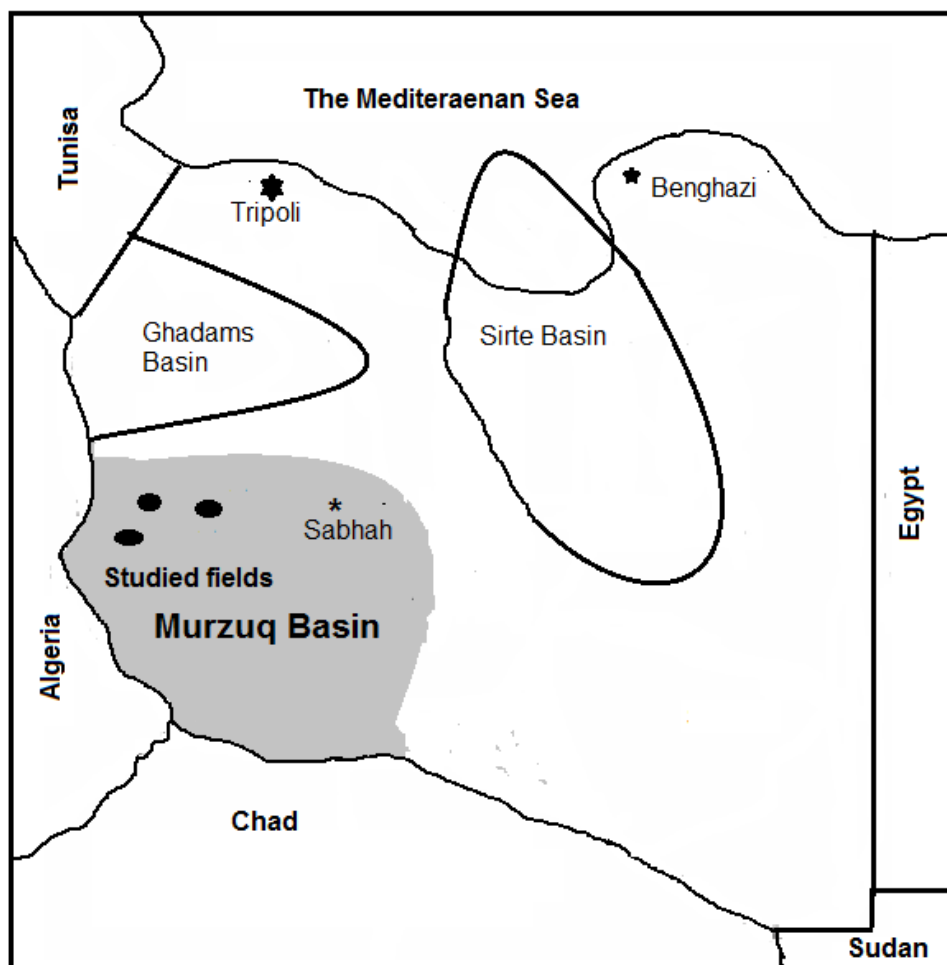 The Mediteraenan Sea
Tunisa
Tripoli
Benghazi
Ghadams
Basin
Sirte Basin
Egypt
Sabhah
Studied fields
Murzuq Basin
Algeria
Chad
Sudan